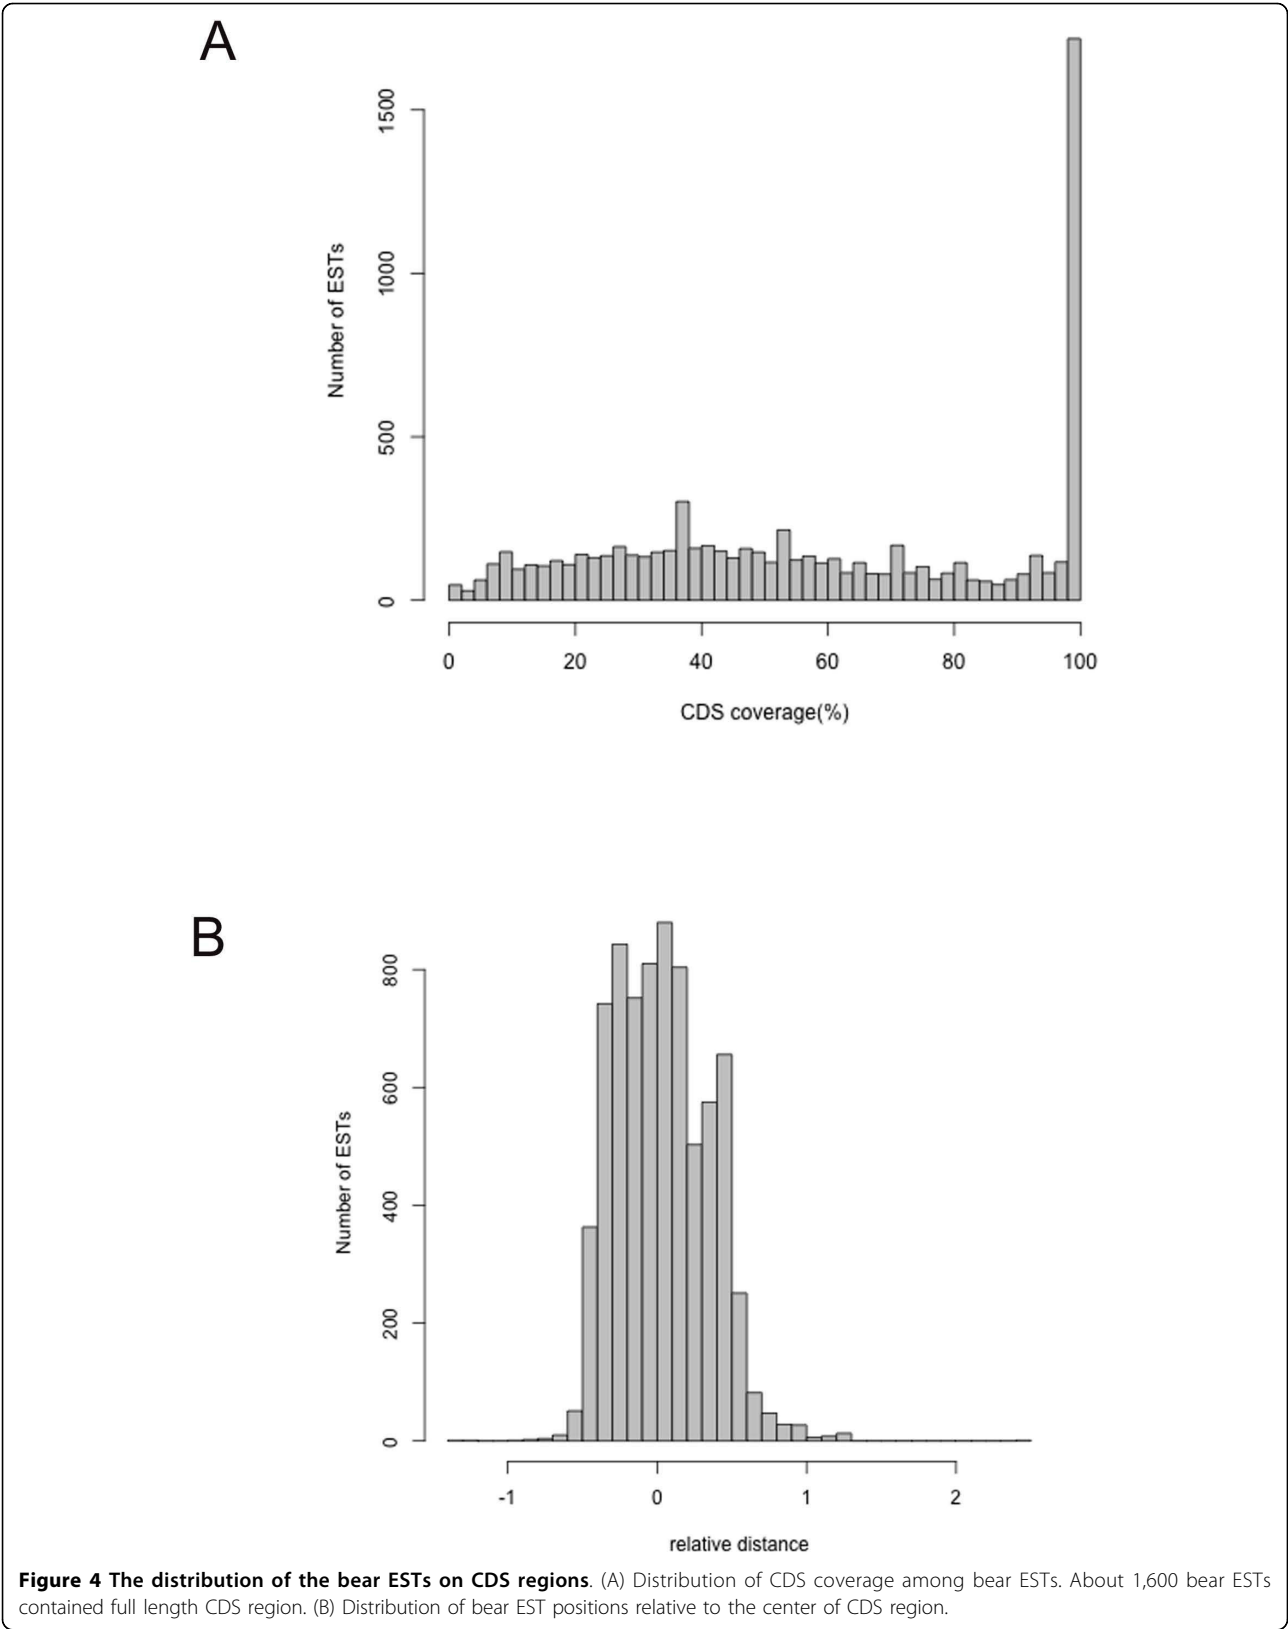 A
1500
1000
500
0
Number of ESTs
0 20 40 60 80 100
CDS coverage(%)
B
800
600
400
200
0
Number of ESTs
-1 0 1 2
relative distance
Figure 4 The distribution of the bear ESTs on CDS regions. (A) Distribution of CDS coverage among bear ESTs. About 1,600 bear ESTs
contained full length CDS region. (B) Distribution of bear EST positions relative to the center of CDS region.